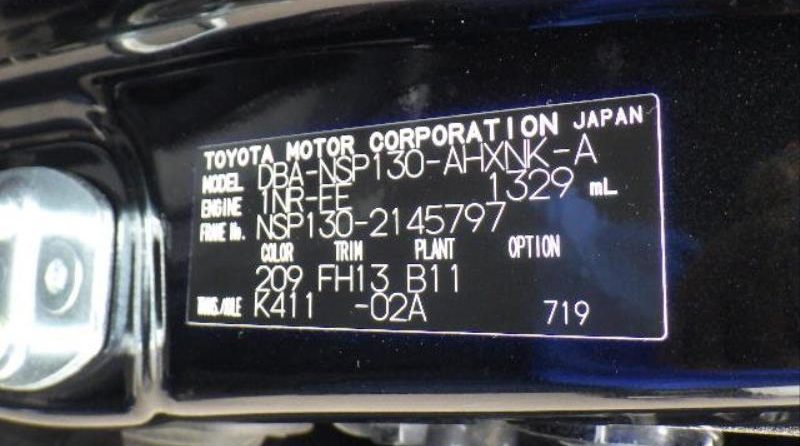 TOYOTA MOTOR CORPORATION JAPAN
MODEL DBA-NSP130-AHXNK-A
ENGINE 1NR-FE 1329 mL
FRAME No. NSP130-2145797
COLOR TRIM PLANT OPTION
209 FH13 B11
TRANS./AXLE K411 -02A 719